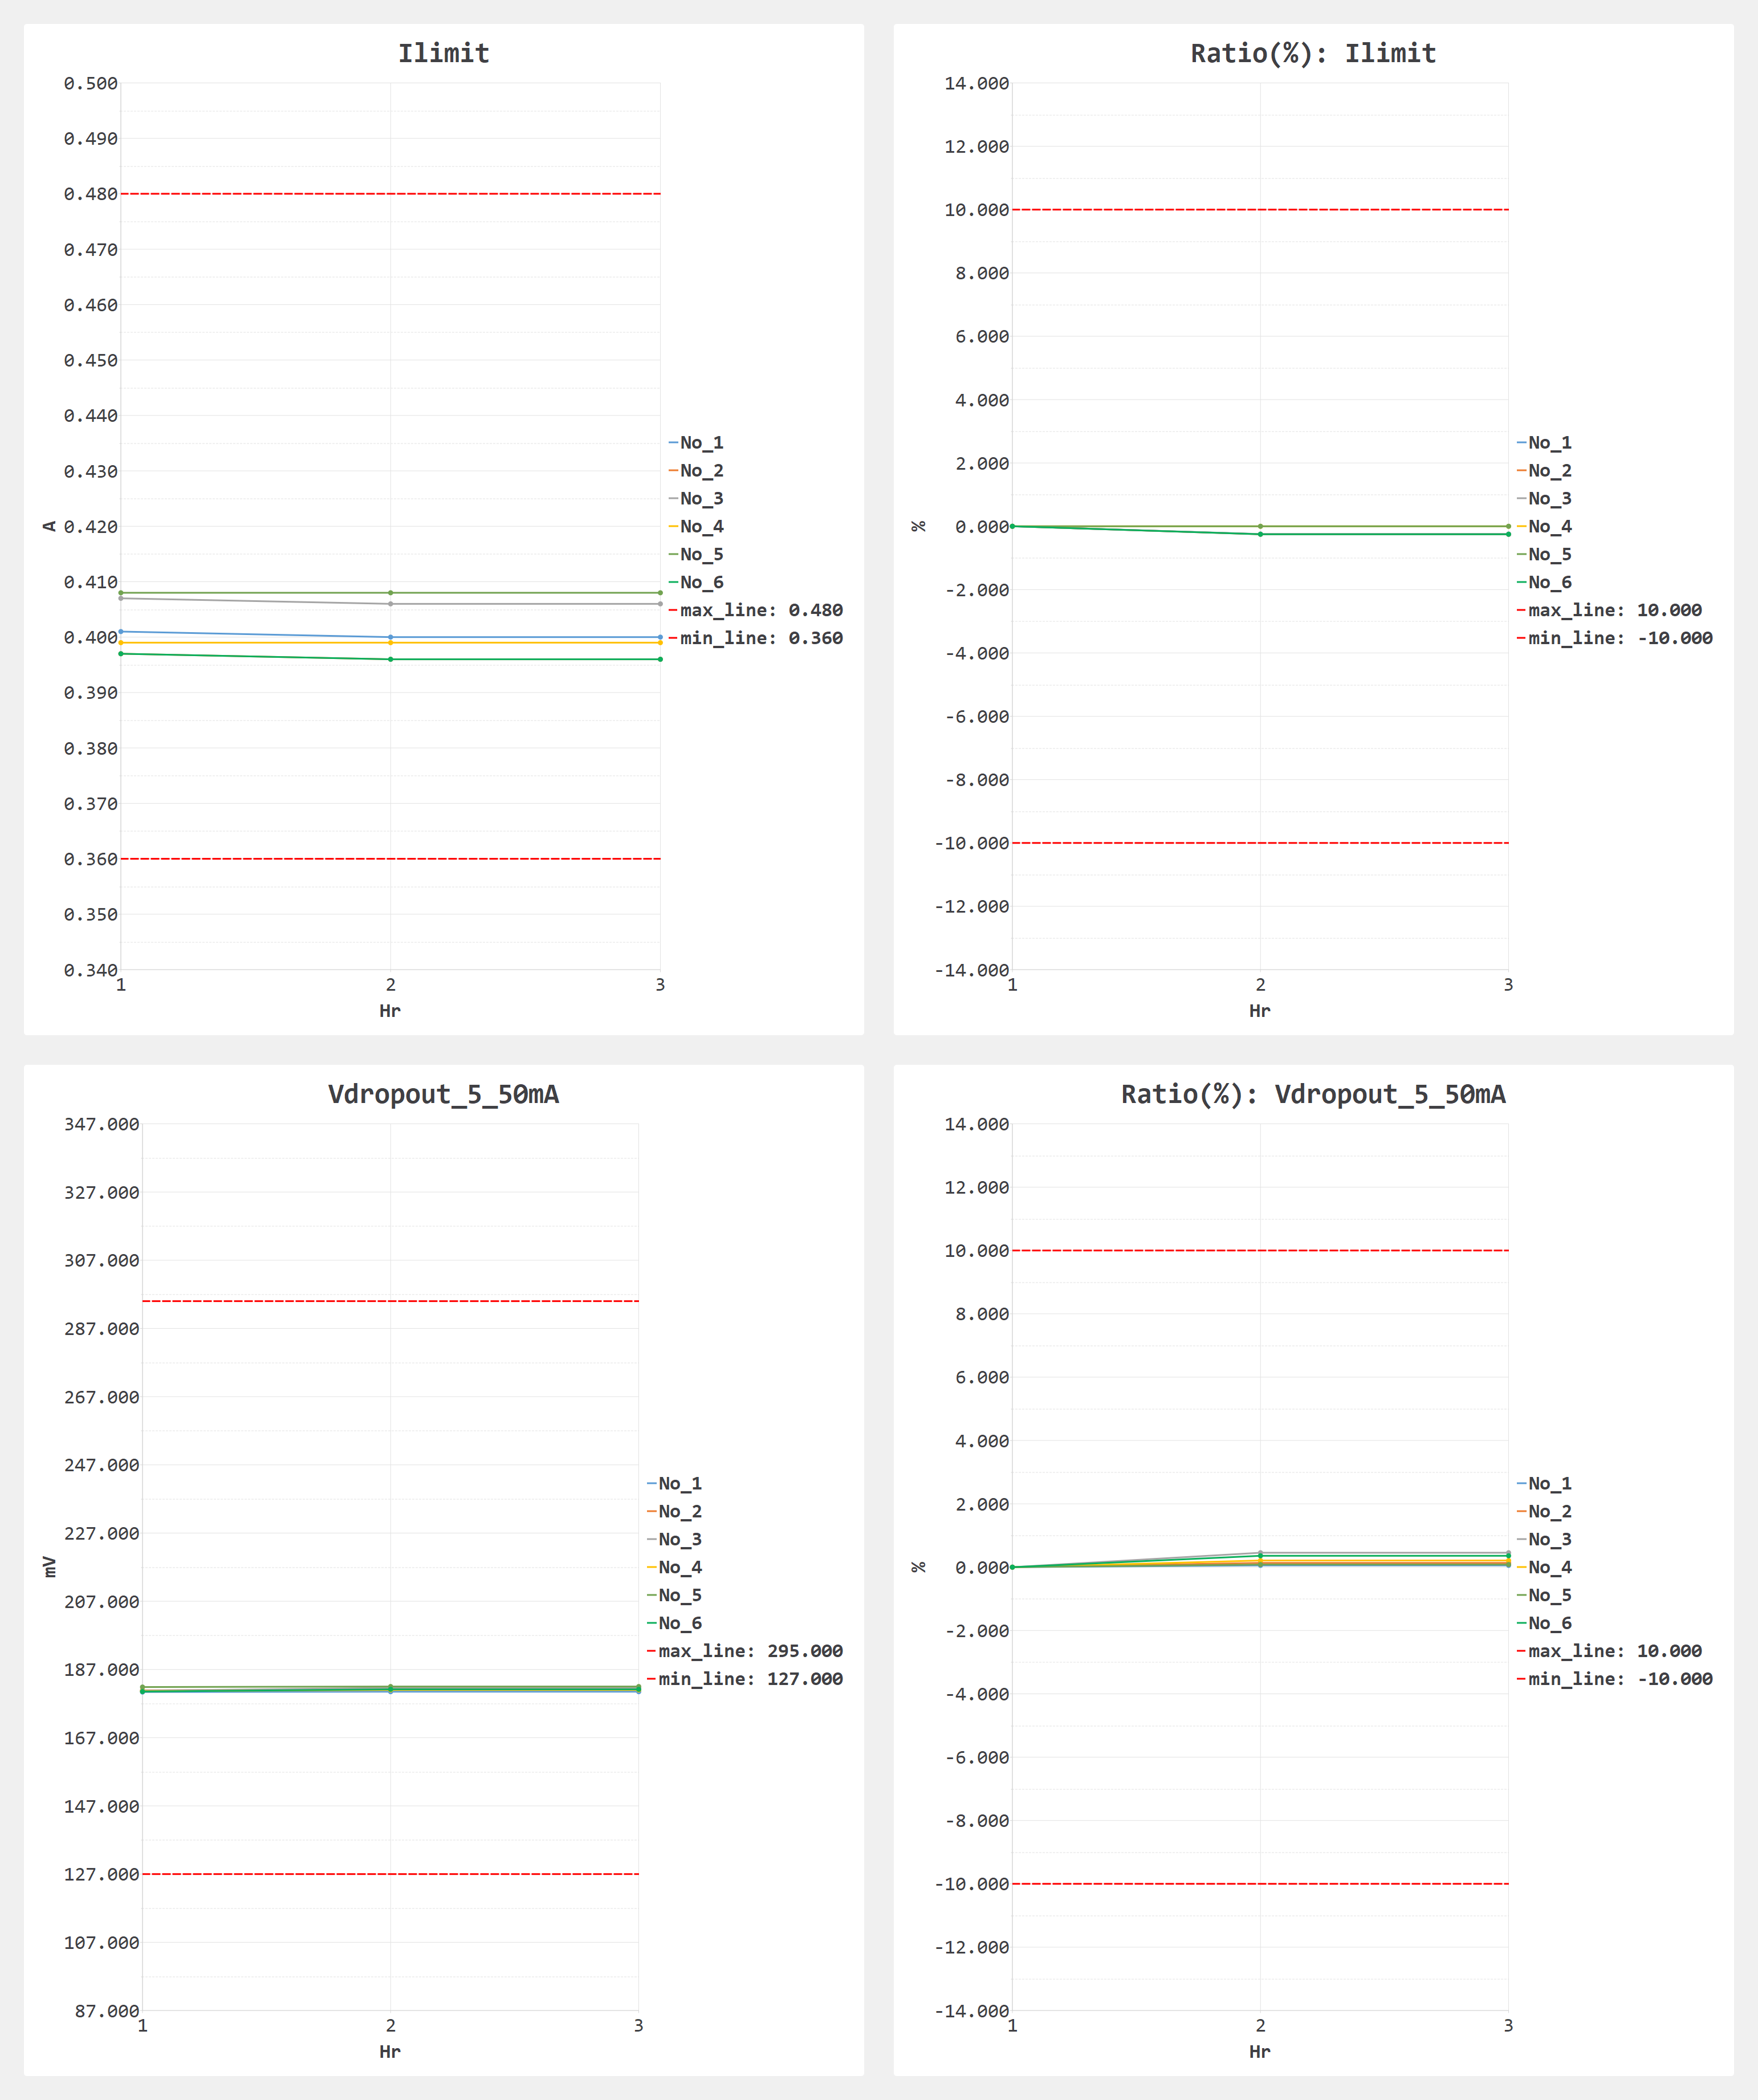 Ilimit
0.500
0.490
0.480
0.470
0.460
0.450
0.440
0.430
0.420
0.410
0.400
0.390
0.380
0.370
0.360
0.350
0.340
A
1 2 3
Hr
No_1
No_2
No_3
No_4
No_5
No_6
max_line: 0.480
min_line: 0.360
Ratio(%): Ilimit
14.000
12.000
10.000
8.000
6.000
4.000
2.000
0.000
-2.000
-4.000
-6.000
-8.000
-10.000
-12.000
-14.000
%
1 2 3
Hr
No_1
No_2
No_3
No_4
No_5
No_6
max_line: 10.000
min_line: -10.000
Vdropout_5_50mA
347.000
327.000
307.000
287.000
267.000
247.000
227.000
207.000
187.000
167.000
147.000
127.000
107.000
87.000
mV
1 2 3
Hr
No_1
No_2
No_3
No_4
No_5
No_6
max_line: 295.000
min_line: 127.000
Ratio(%): Vdropout_5_50mA
14.000
12.000
10.000
8.000
6.000
4.000
2.000
0.000
-2.000
-4.000
-6.000
-8.000
-10.000
-12.000
-14.000
%
1 2 3
Hr
No_1
No_2
No_3
No_4
No_5
No_6
max_line: 10.000
min_line: -10.000